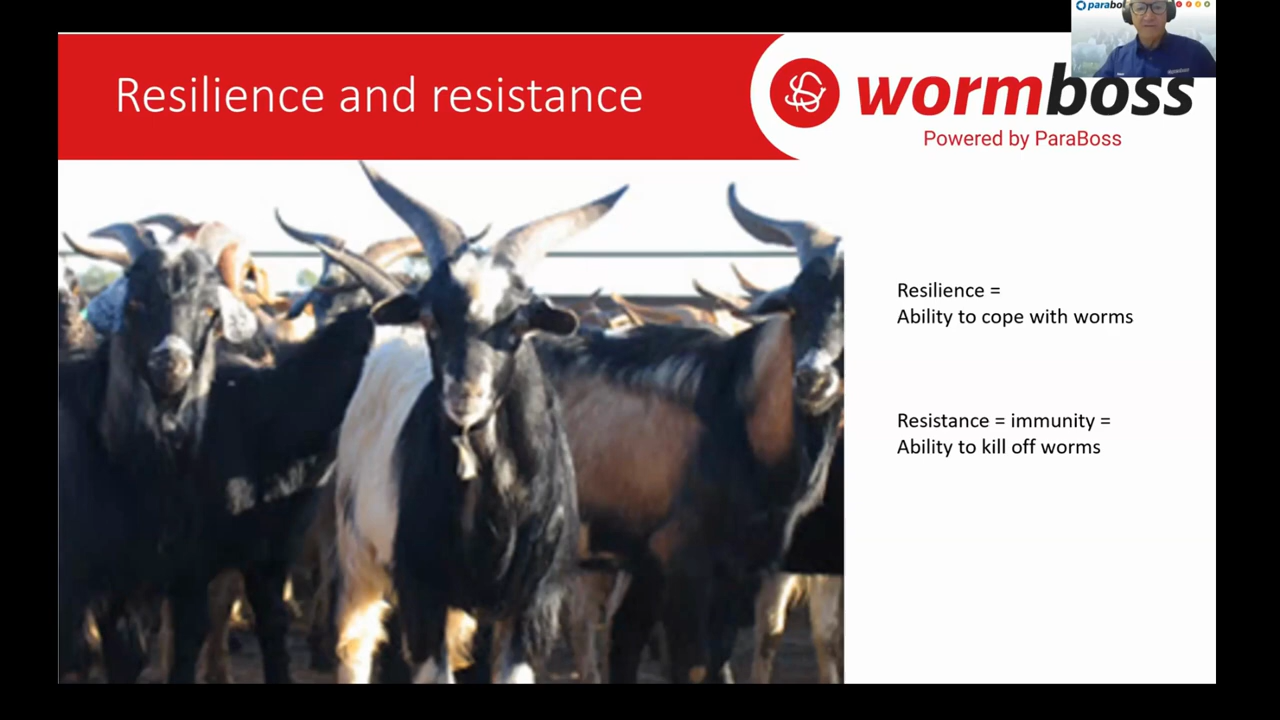 Resilience and resistance
wormboss
Powered by ParaBoss
Resilience =
Ability to cope with worms
Resistance = immunity =
Ability to kill off worms